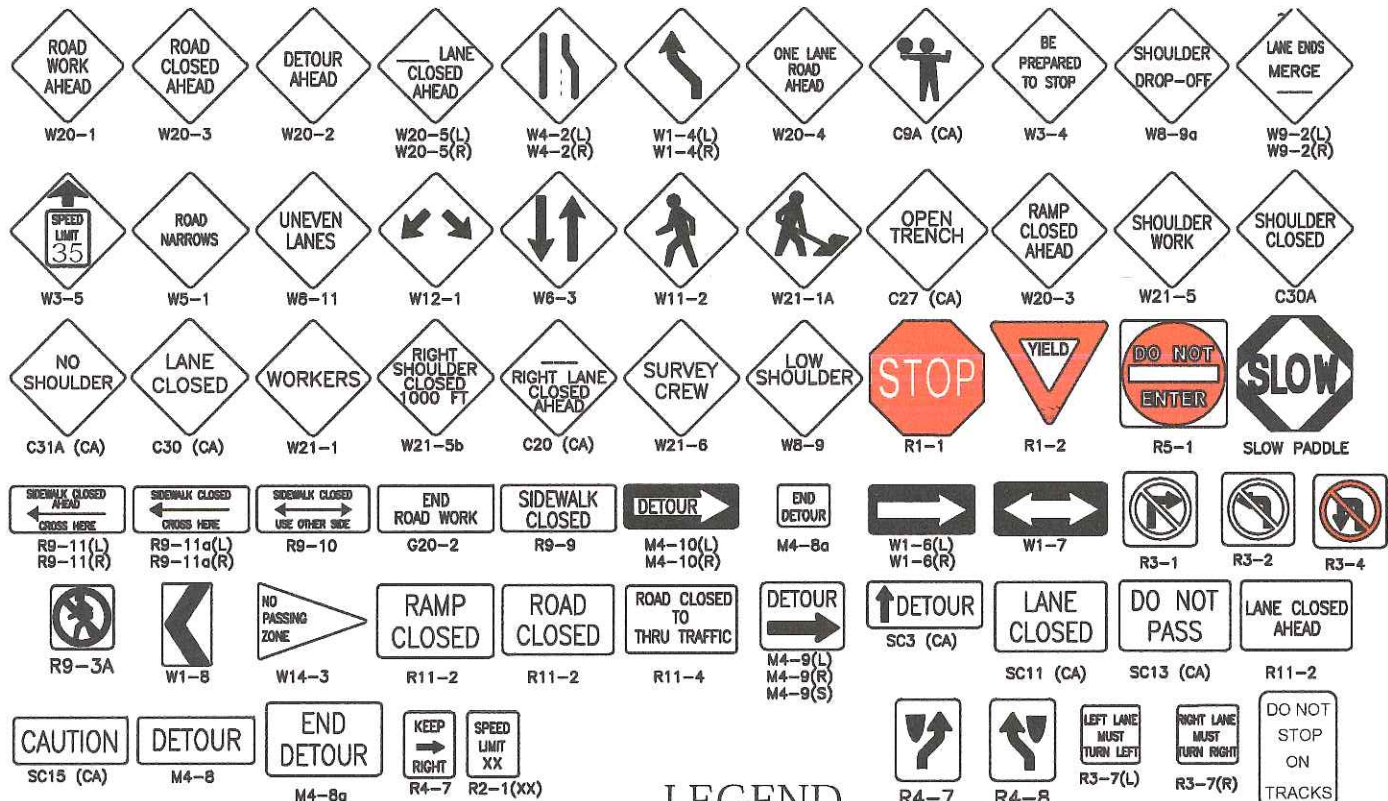 ROAD
WORK
AHEAD
W20-1
ROAD
CLOSED
AHEAD
W20-3
DETOUR
AHEAD
W20-2
___ LANE
CLOSED
AHEAD
W20-5(L)
W20-5(R)
W4-2(L)
W4-2(R)
W1-4(L)
W1-4(R)
ONE LANE
ROAD
AHEAD
W20-4
C9A (CA)
BE
PREPARED
TO STOP
W3-4
SHOULDER
DROP-OFF
W8-9a
LANE ENDS
MERGE
W9-2(L)
W9-2(R)
SPEED
LIMIT
35
W3-5
ROAD
NARROWS
W5-1
UNEVEN
LANES
W8-11
W12-1
W6-3
W11-2
W21-1A
OPEN
TRENCH
C27 (CA)
RAMP
CLOSED
AHEAD
W20-3
SHOULDER
WORK
W21-5
SHOULDER
CLOSED
C30A
NO
SHOULDER
C31A (CA)
LANE
CLOSED
C30 (CA)
WORKERS
W21-1
RIGHT
SHOULDER
CLOSED
1000 FT
W21-5b
RIGHT LANE
CLOSED
AHEAD
C20 (CA)
SURVEY
CREW
W21-6
LOW
SHOULDER
W8-9
STOP
R1-1
YIELD
R1-2
DO NOT
ENTER
R5-1
SLOW
SLOW PADDLE
SIDEWALK CLOSED
AHEAD
CROSS HERE
R9-11(L)
R9-11(R)
SIDEWALK CLOSED
CROSS HERE
R9-11a(L)
R9-11a(R)
SIDEWALK CLOSED
USE OTHER SIDE
R9-10
END
ROAD WORK
G20-2
SIDEWALK
CLOSED
R9-9
DETOUR
M4-10(L)
M4-10(R)
END
DETOUR
M4-8a
W1-6(L)
W1-6(R)
W1-7
R3-1
R3-2
R3-4
R9-3A
W1-8
NO
PASSING
ZONE
W14-3
RAMP
CLOSED
R11-2
ROAD
CLOSED
R11-2
ROAD CLOSED
TO
THRU TRAFFIC
R11-4
DETOUR
M4-9(L)
M4-9(R)
M4-9(S)
DETOUR
SC3 (CA)
LANE
CLOSED
SC11 (CA)
DO NOT
PASS
SC13 (CA)
LANE CLOSED
AHEAD
R11-2
CAUTION
SC15 (CA)
DETOUR
M4-8
END
DETOUR
M4-8a
KEEP
RIGHT
R4-7
SPEED
LIMIT
XX
R2-1(XX)
LEGEND
R4-7
R4-8
LEFT LANE
MUST
TURN LEFT
R3-7(L)
RIGHT LANE
MUST
TURN RIGHT
R3-7(R)
DO NOT
STOP
ON
TRACKS